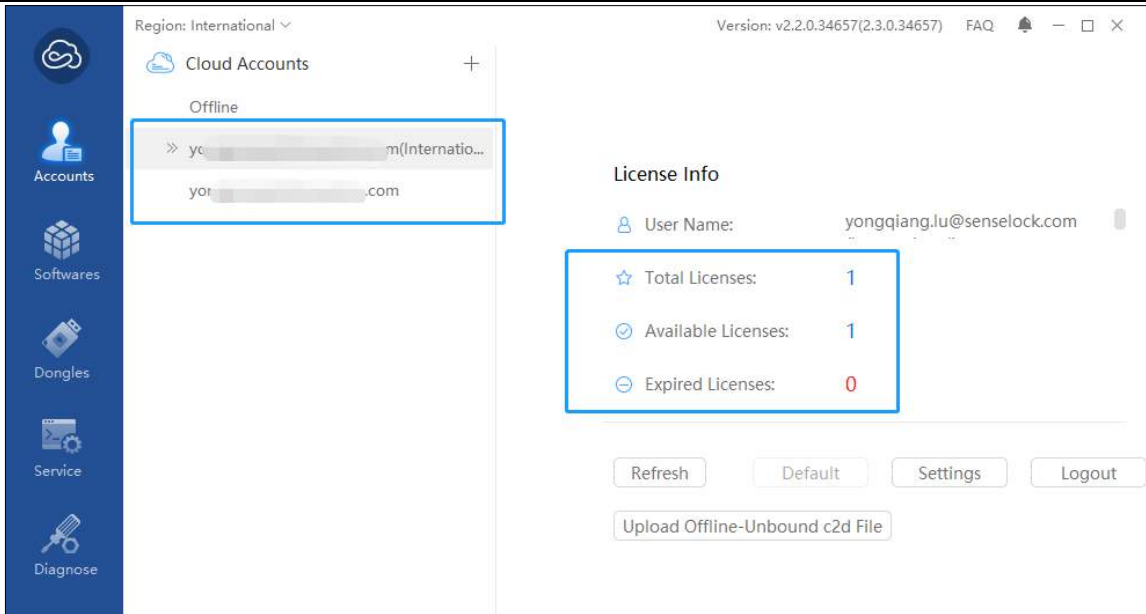 Region: International
Version: v2.2.0.34657(2.3.0.34657) FAQ
Cloud Accounts
Offline
m(Internatio...
.com
Accounts
Softwares
Dongles
Service
Diagnose
License Info
User Name: yongqiang.lu@senselock.com
Total Licenses: 1
Available Licenses: 1
Expired Licenses: 0
Refresh Default Settings Logout
Upload Offline-Unbound c2d File